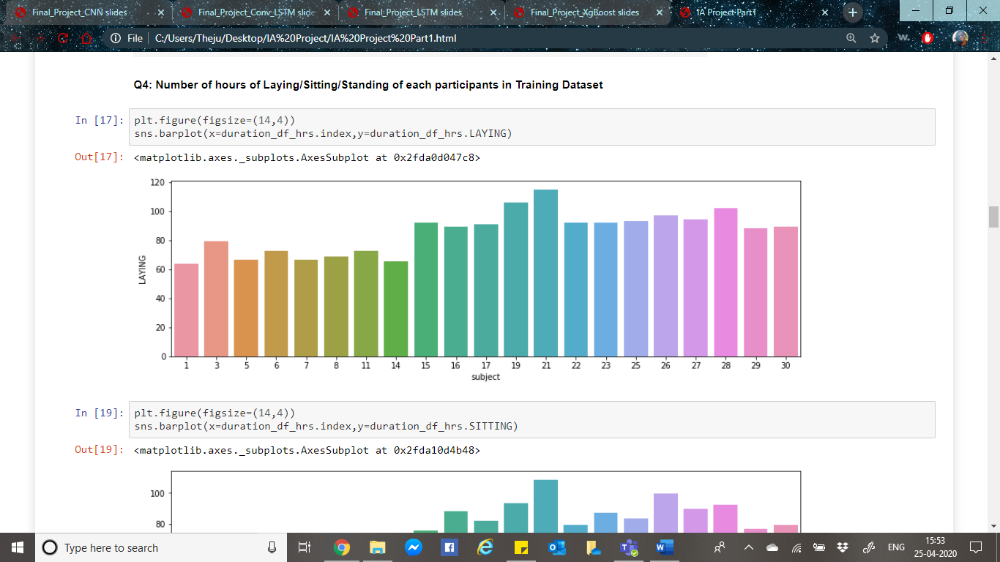 Final_Project_CNN slides
Final_Project_Conv_LSTM slide
Final_Project_LSTM slides
Final_Project_XgBoost slides
IA Project Part1
File
C:/Users/Theju/Desktop/IA%20Project/IA%20Project%20Part1.html
w.
Q4: Number of hours of Laying/Sitting/Standing of each participants in Training Dataset
In [17]:
plt.figure(figsize=(14,4))
sns.barplot(x=duration_df_hrs.index,y=duration_df_hrs.LAYING)
Out[17]:
<matplotlib.axes._subplots.AxesSubplot at 0x2fda0d047c8>
120
100
80
60
40
20
0
LAYING
1 3 5 6 7 8 11 14 15 16 17 19 21 22 23 25 26 27 28 29 30
subject
In [19]:
plt.figure(figsize=(14,4))
sns.barplot(x=duration_df_hrs.index,y=duration_df_hrs.SITTING)
Out[19]:
<matplotlib.axes._subplots.AxesSubplot at 0x2fda10d4b48>
100
80
Type here to search
ENG
15:53
25-04-2020